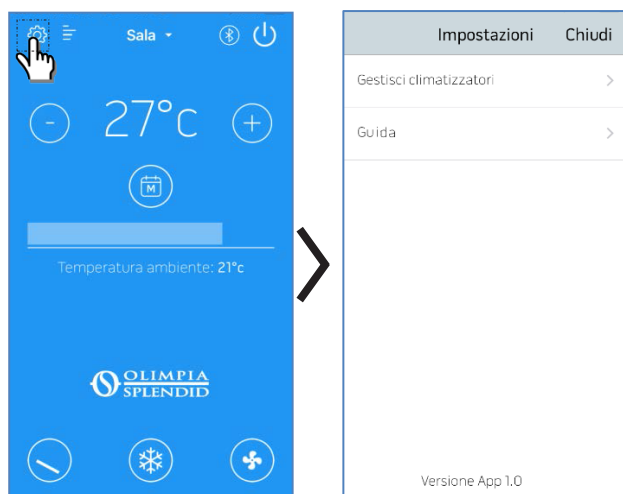 Sala
27°c
M
Temperatura ambiente: 21°c
OLIMPIA
SPLENDID
Impostazioni Chiudi
Gestisci climatizzatori
Guida
Versione App 1.0